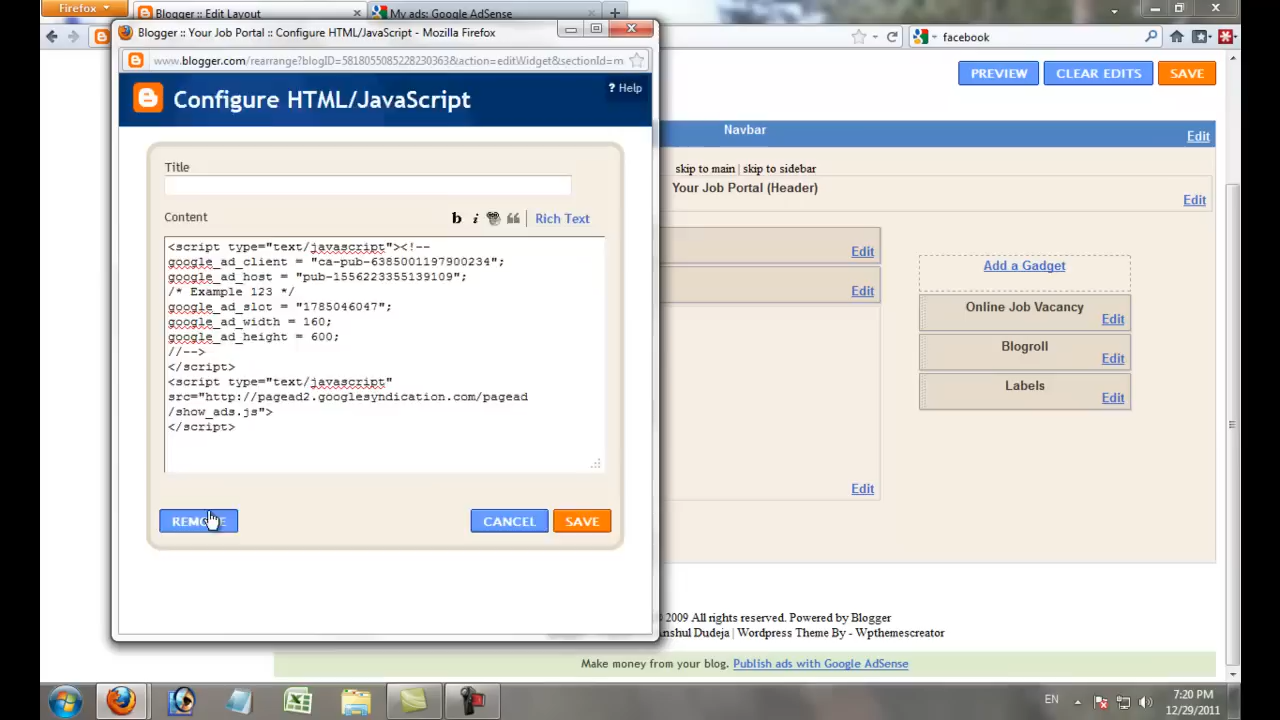 Firefox
Blogger :: Edit Layout
My ads: Google AdSense
Blogger :: Your Job Portal :: Configure HTML/JavaScript - Mozilla Firefox
www.blogger.com/rearrange?blogID=5818055085228230363&action=editWidget&sectionId=m
facebook
Configure HTML/JavaScript
? Help
PREVIEW
CLEAR EDITS
SAVE
Navbar
Edit
skip to main | skip to sidebar
Your Job Portal (Header)
Edit
Title
Content
b i
Rich Text
<script type="text/javascript"><!--
google_ad_client = "ca-pub-6385001197900234";
google_ad_host = "pub-1556223355139109";
/* Example 123 */
google_ad_slot = "1785046047";
google_ad_width = 160;
google_ad_height = 600;
//-->
</script>
<script type="text/javascript"
src="http://pagead2.googlesyndication.com/pagead
/show_ads.js">
</script>
CANCEL
SAVE
Edit
Edit
Edit
Add a Gadget
Online Job Vacancy
Edit
Blogroll
Edit
Labels
Edit
2009 All rights reserved. Powered by Blogger
Dudeja | Wordpress Theme By - Wpthemescreator
Make money from your blog. Publish ads with Google AdSense
EN
7:20 PM
12/29/2011